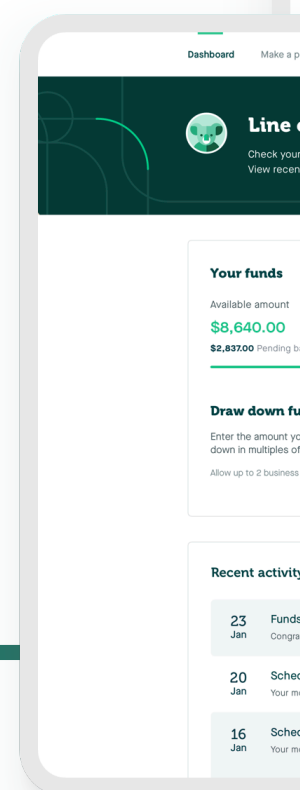 Dashboard Make a p
Line
Check your
View recen
Your funds
Available amount
$8,640.00
$2,837.00 Pending ba
Draw down fu
Enter the amount yo
down in multiples of
Allow up to 2 business
Recent activity
23 Funds
Jan Congra
20 Sched
Jan Your mo
16 Sched
Jan Your mo